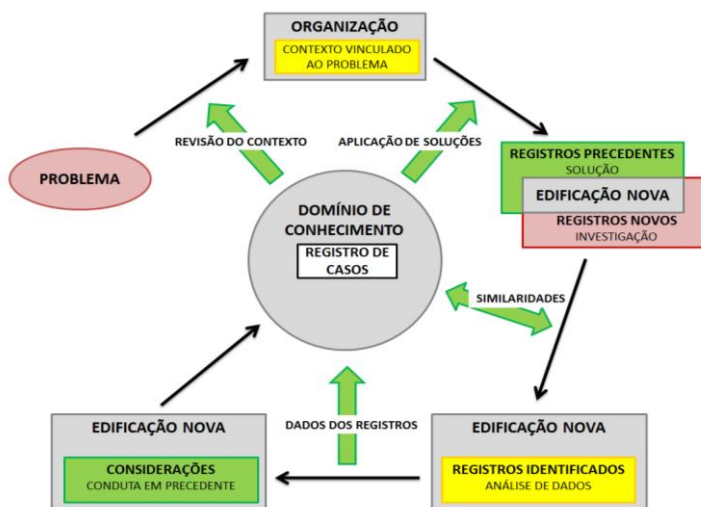 ORGANIZAÇÃO
CONTEXTO VINCULADO
AO PROBLEMA
REVISÃO DO CONTEXTO
APLICAÇÃO DE SOLUÇÕES
PROBLEMA
REGISTROS PRECEDENTES
SOLUÇÃO
EDIFICAÇÃO NOVA
REGISTROS NOVOS
INVESTIGAÇÃO
DOMÍNIO DE
CONHECIMENTO
REGISTRO DE
CASOS
SIMILARIDADES
EDIFICAÇÃO NOVA
CONSIDERAÇÕES
CONDUTA EM PRECEDENTE
DADOS DOS REGISTROS
EDIFICAÇÃO NOVA
REGISTROS IDENTIFICADOS
ANÁLISE DE DADOS